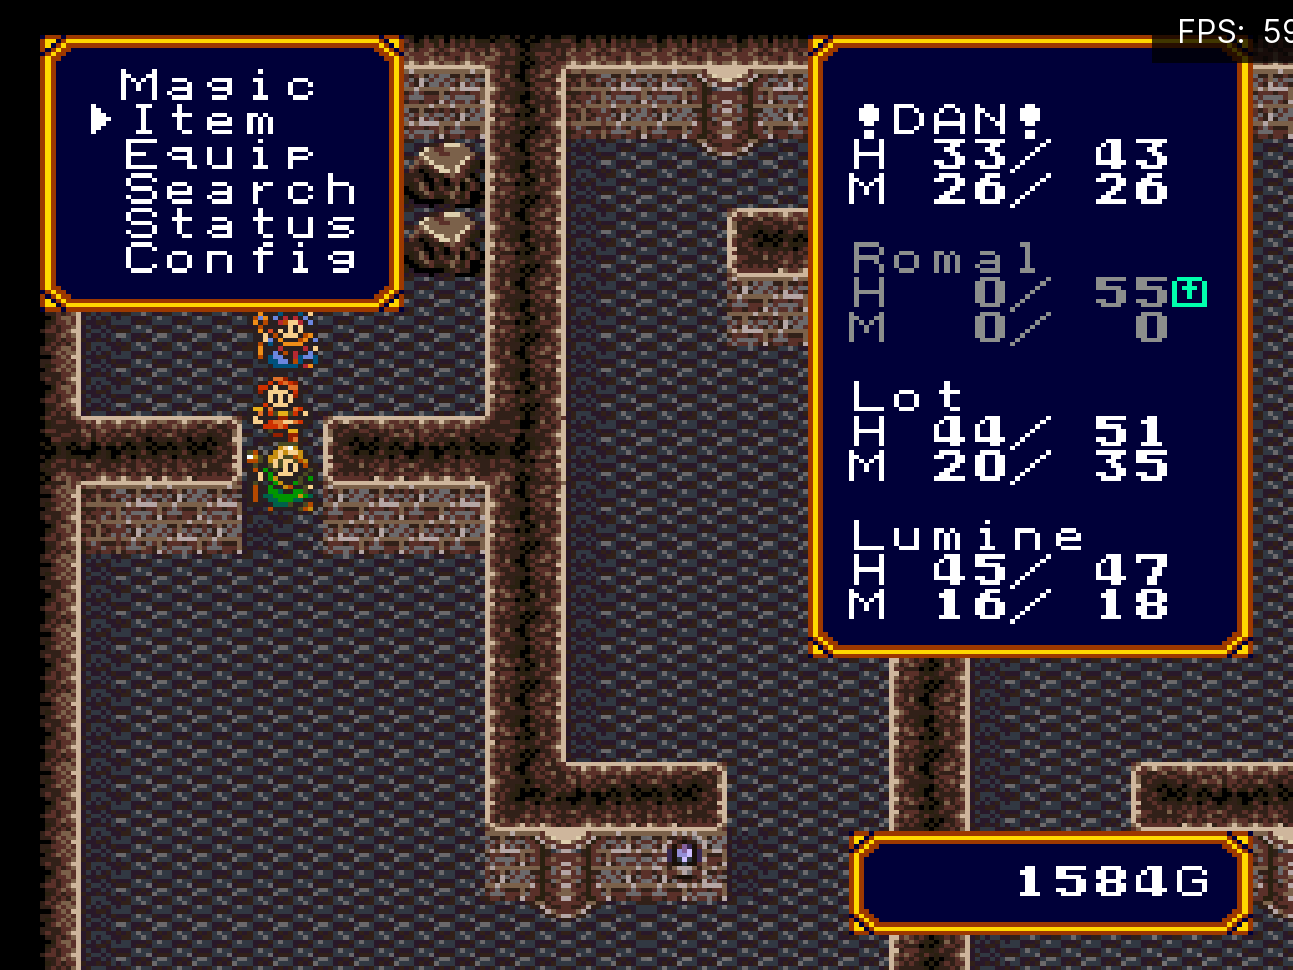 FPS: 59
Magic
Item
Equip
Search
Status
Config
!DAN!
H 33/ 43
M 26/ 26
Romal
H 0/ 55
M 0/ 0
Lot
H 44/ 51
M 20/ 35
Lumine
H 45/ 47
M 16/ 18
1584G